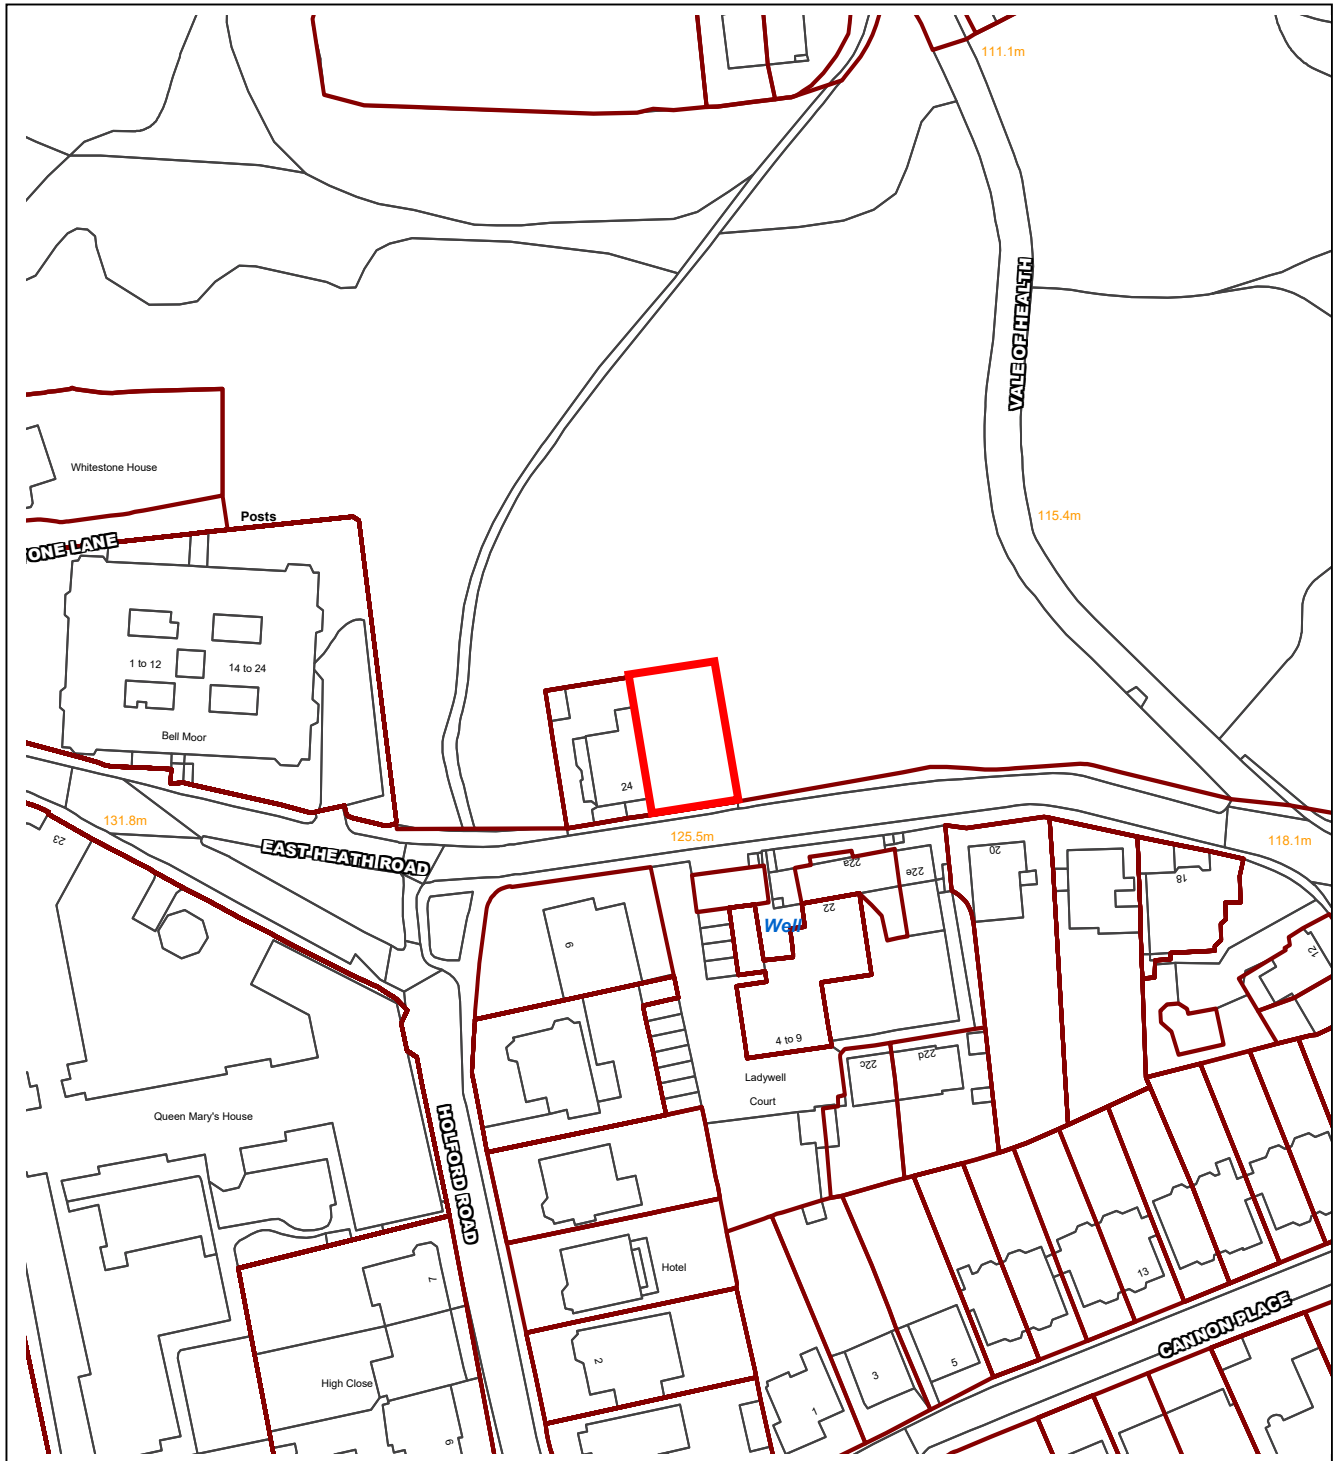 111.1m
VALE OF HEALTH
Whitestone House
115.4m
Posts
ONE LANE
1 to 12
14 to 24
Bell Moor
24
131.8m
125.5m
118.1m
23
EAST HEATH ROAD
22a
22e
20
18
22
Well
9
12
4 to 9
22c
22d
Ladywell
Court
Queen Mary's House
HOLFORD ROAD
Hotel
7
13
CANNON PLACE
2
5
3
High Close
1